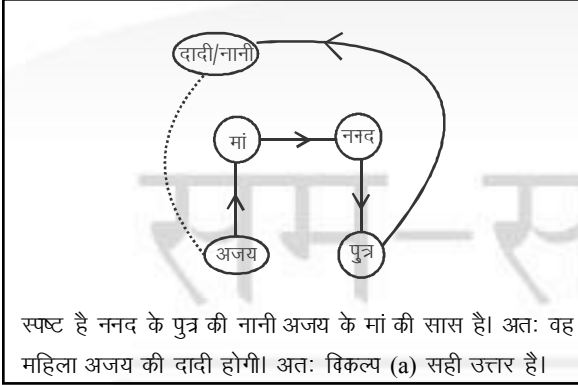 दादी/नानी
मां
ननद
अजय
पुत्र
स्पष्ट है ननद के पुत्र की नानी अजय के मां की सास है। अतः वह
महिला अजय की दादी होगी। अतः विकल्प (a) सही उत्तर है।